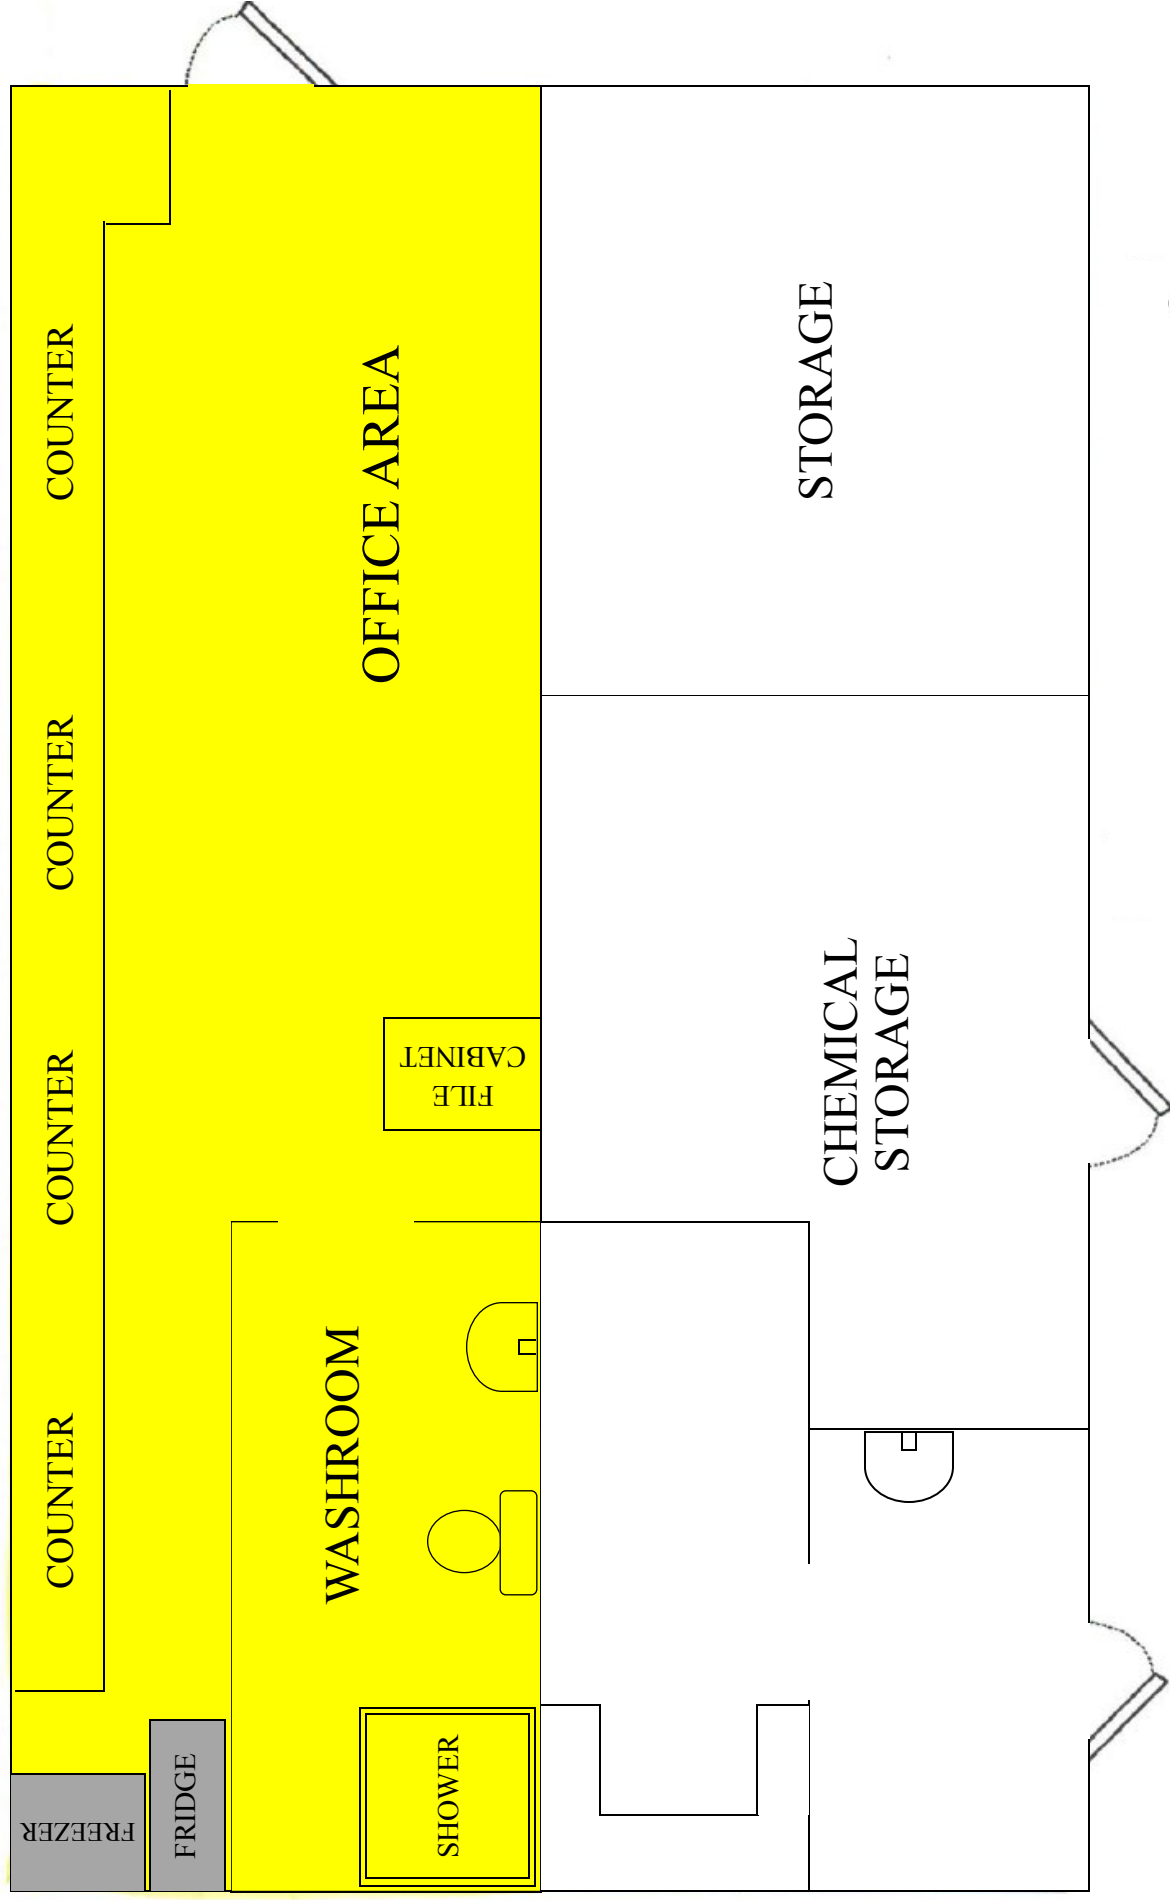 COUNTER
COUNTER
COUNTER
COUNTER
OFFICE AREA
STORAGE
FILE
CABINET
CHEMICAL
STORAGE
WASHROOM
SHOWER
FRIDGE
FREEZER